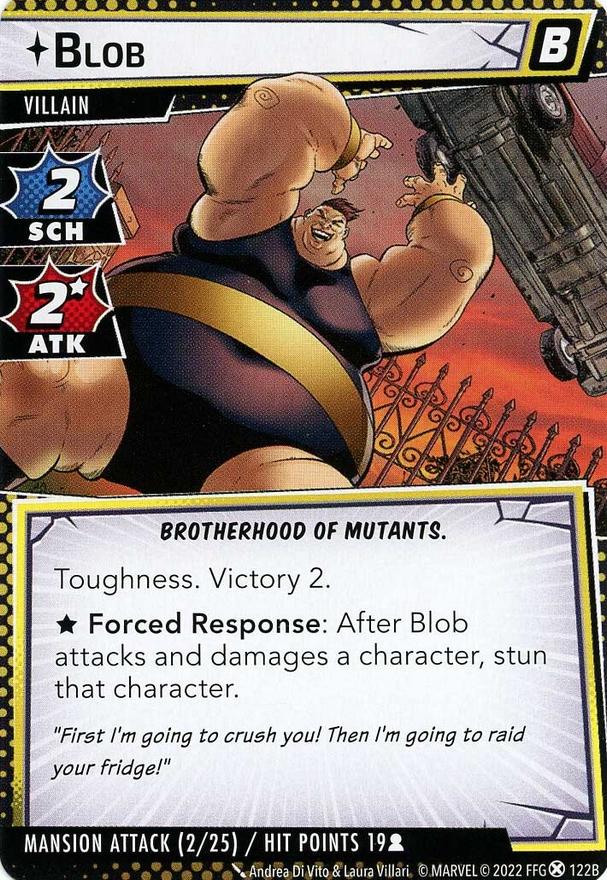 BLOB
B
VILLAIN
2
SCH
2
ATK
BROTHERHOOD OF MUTANTS.
Toughness. Victory 2.
★ Forced Response: After Blob
attacks and damages a character, stun
that character.
"First I'm going to crush you! Then I'm going to raid
your fridge!"
MANSION ATTACK (2/25) / HIT POINTS 19
Andrea Di Vito & Laura Villari © MARVEL © 2022 FFG 122B